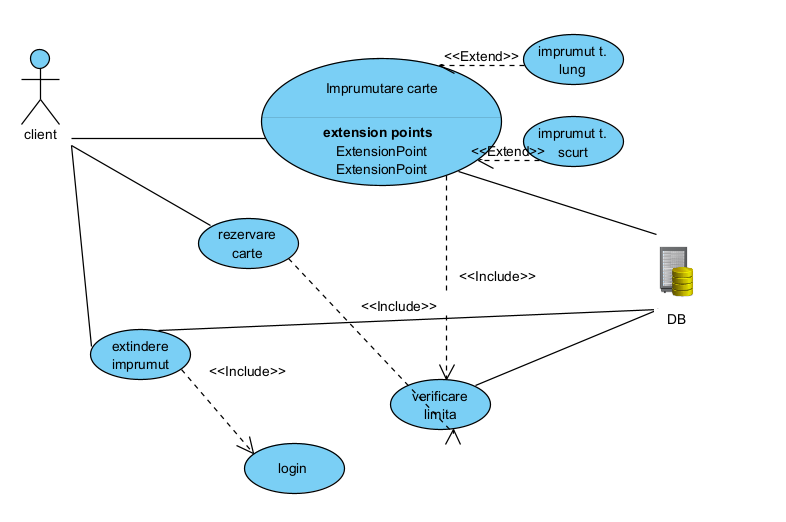 <<Extend>>
imprumut t.
lung
Imprumutare carte
extension points
ExtensionPoint
ExtensionPoint
client
<<Extend>>
imprumut t.
scurt
rezervare
carte
<<Include>>
<<Include>>
DB
extindere
imprumut
<<Include>>
verificare
limita
login